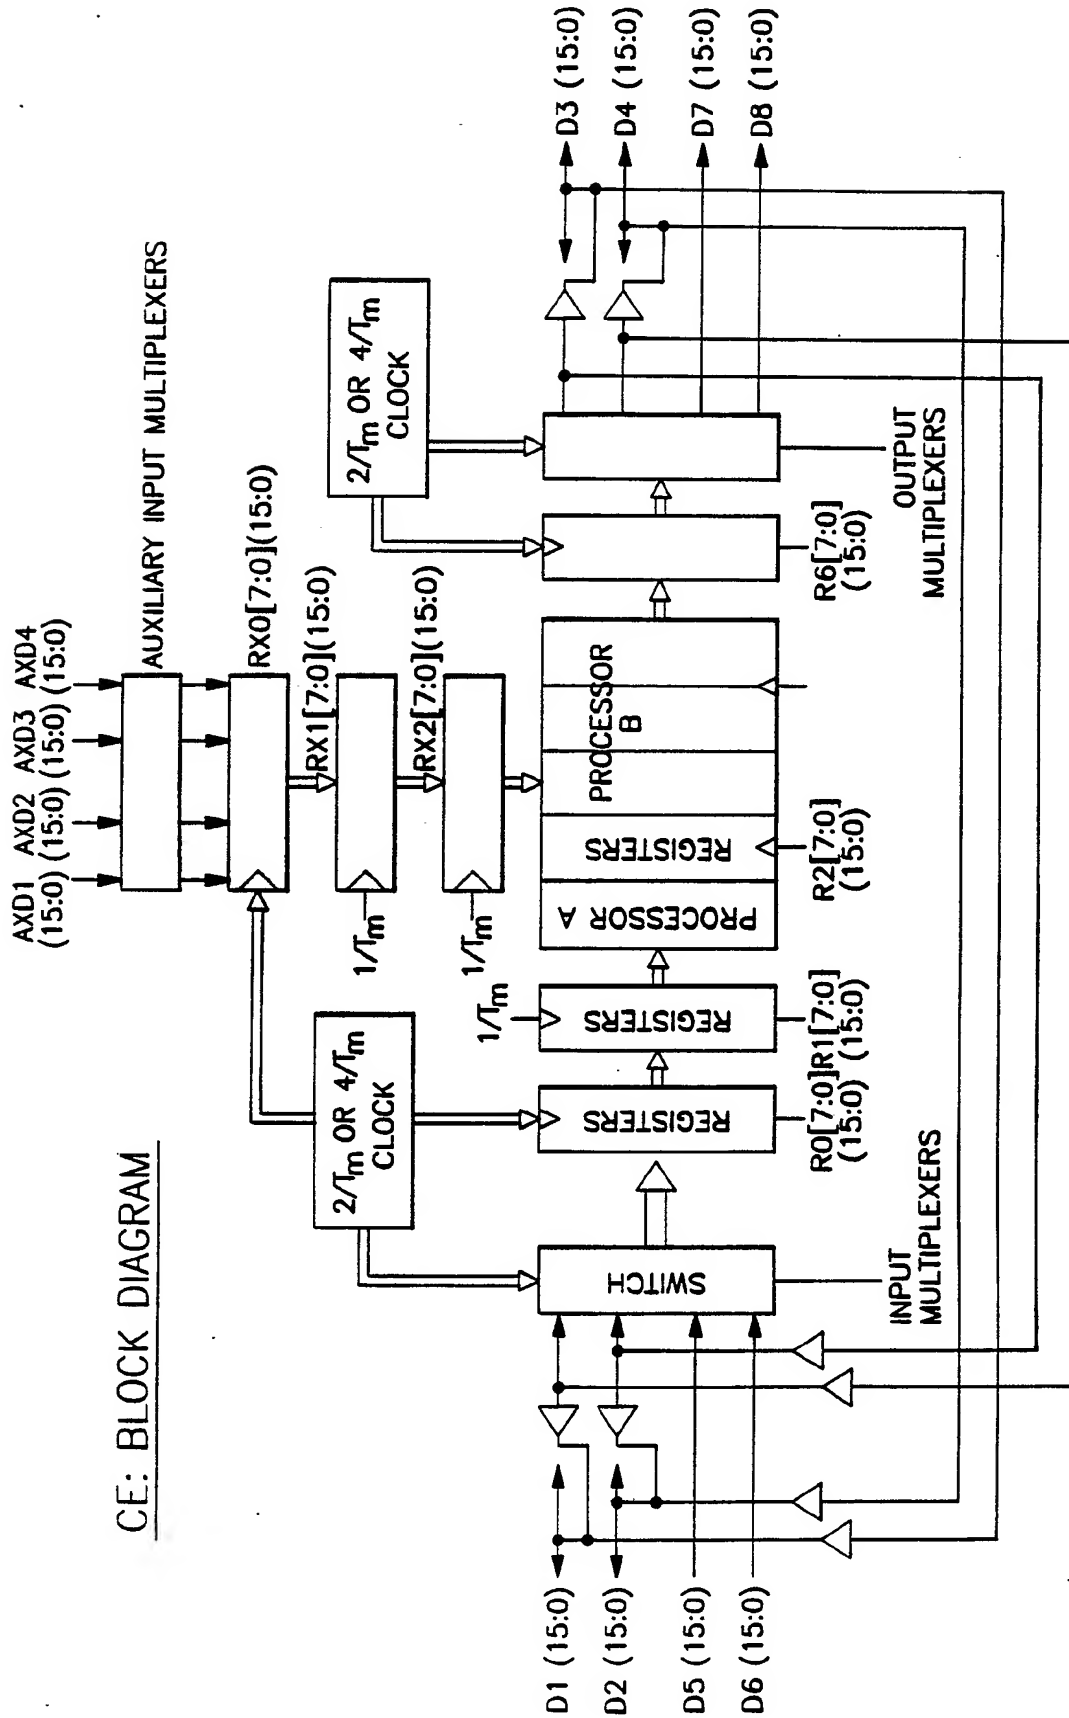 CE: BLOCK DIAGRAM
AXD1 AXD2 AXD3 AXD4
(15:0) (15:0) (15:0) (15:0)
AUXILIARY INPUT MULTIPLEXERS
RX0[7:0](15:0)
RX1[7:0](15:0)
1/Tm
RX2[7:0](15:0)
1/Tm
2/Tm OR 4/Tm
CLOCK
2/Tm OR 4/Tm
CLOCK
1/Tm
D1 (15:0)
D2 (15:0)
D5 (15:0)
D6 (15:0)
SWITCH
REGISTERS
REGISTERS
PROCESSOR A
REGISTERS
PROCESSOR
B
D3 (15:0)
D4 (15:0)
D7 (15:0)
D8 (15:0)
INPUT
MULTIPLEXERS
R0[7:0]
(15:0)
R1[7:0]
(15:0)
R2[7:0]
(15:0)
R6[7:0]
(15:0)
OUTPUT
MULTIPLEXERS